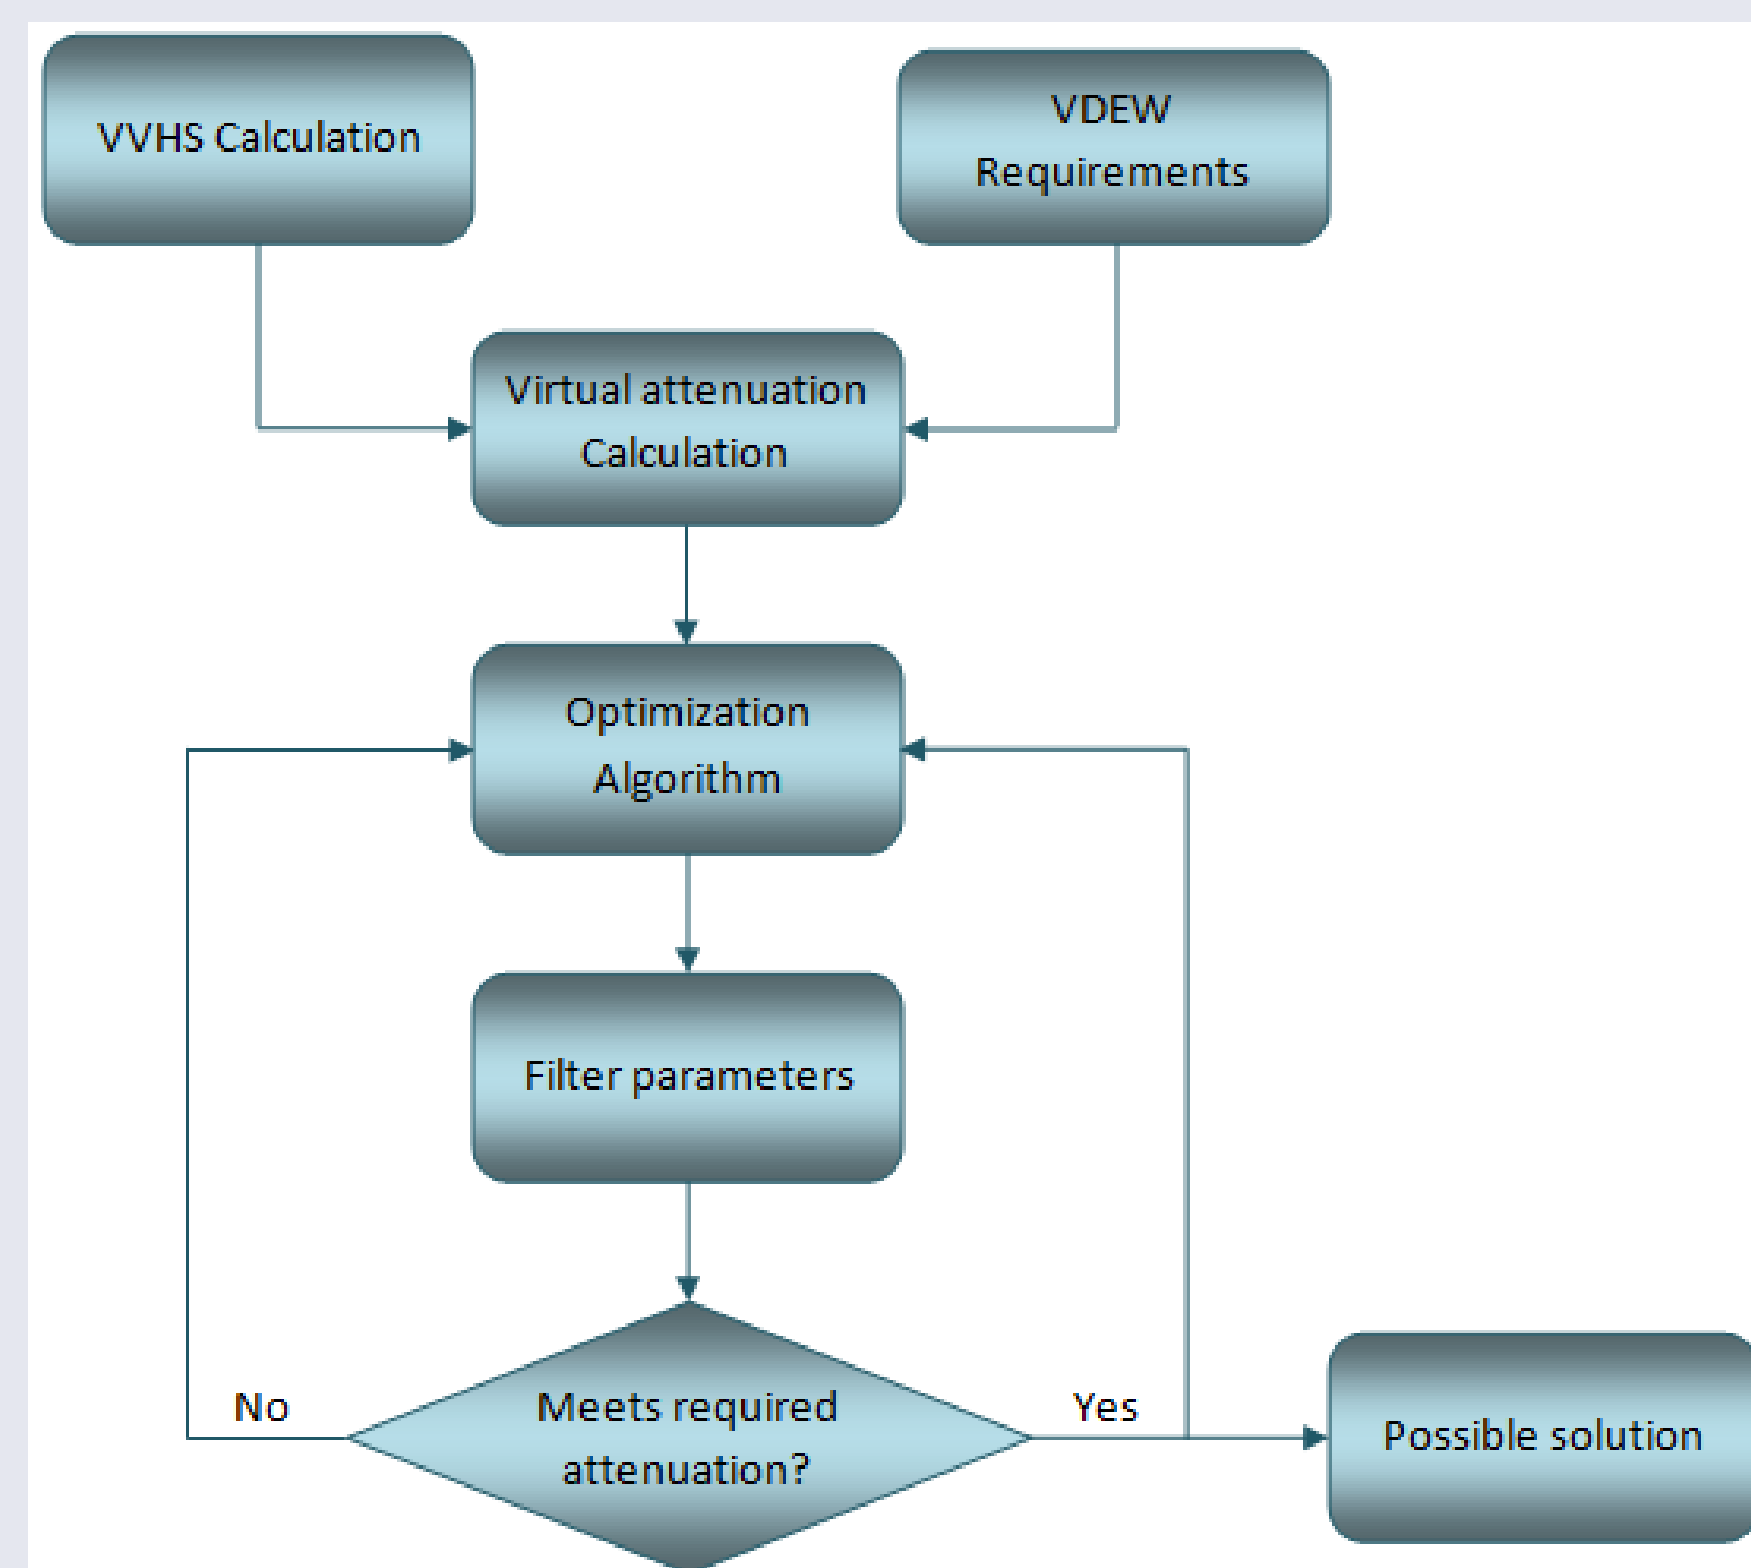 VVHS Calculation
VDEW
Requirements
Virtual attenuation
Calculation
Optimization
Algorithm
Filter parameters
Meets required
attenuation?
No
Yes
Possible solution